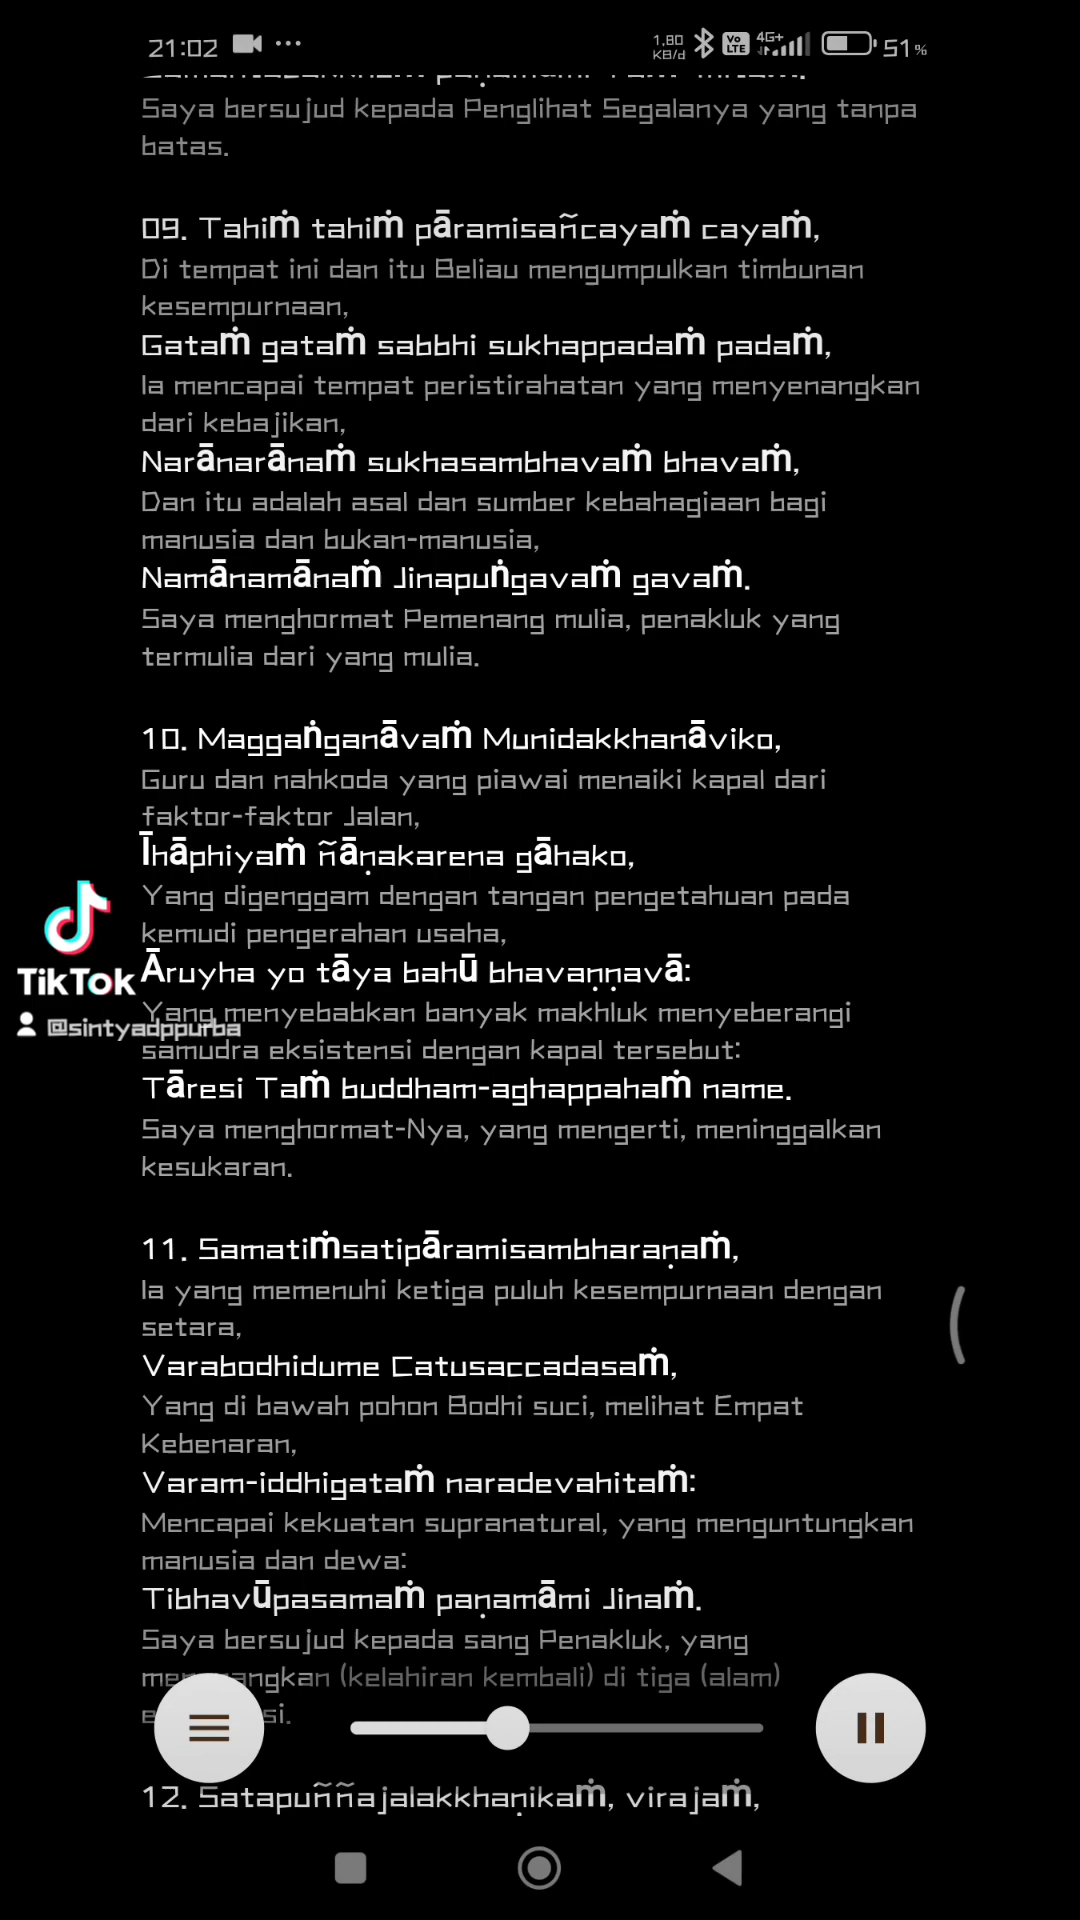 21:02
1,80 KB/d Vo LTE 4G+ 51%
Saya bersujud kepada Penglihat Segalanya yang tanpa
batas.
09. Tahiṁ tahiṁ pāramisañcayaṁ cayaṁ,
Di tempat ini dan itu Beliau mengumpulkan timbunan
kesempurnaan,
Gataṁ gataṁ sabbhi sukhappadaṁ padaṁ,
Ia mencapai tempat peristirahatan yang menyenangkan
dari kebajikan,
Narānarānaṁ sukhasambhavaṁ bhavaṁ,
Dan itu adalah asal dan sumber kebahagiaan bagi
manusia dan bukan-manusia,
Namānamānaṁ Jinapuṅgavaṁ gavaṁ.
Saya menghormat Pemenang mulia, penakluk yang
termulia dari yang mulia.
10. Maggaṅganāvaṁ Munidakkhanāviko,
Guru dan nahkoda yang piawai menaiki kapal dari
faktor-faktor Jalan,
Īhāphiyaṁ ñāṇakarena gāhako,
Yang digenggam dengan tangan pengetahuan pada
kemudi pengerahan usaha,
Āruyha yo tāya bahū bhavaṇṇavā:
Yang menyebabkan banyak makhluk menyeberangi
samudra eksistensi dengan kapal tersebut:
Tāresi Taṁ buddham-aghappahaṁ name.
Saya menghormat-Nya, yang mengerti, meninggalkan
kesukaran.
TikTok
@sintyadppurba
11. Samatiṁsatipāramisambharaṇaṁ,
Ia yang memenuhi ketiga puluh kesempurnaan dengan
setara,
Varabodhidume Catusaccadasaṁ,
Yang di bawah pohon Bodhi suci, melihat Empat
Kebenaran,
Varam-iddhigataṁ naradevahitaṁ:
Mencapai kekuatan supranatural, yang menguntungkan
manusia dan dewa:
Tibhavūpasamaṁ paṇamāmi Jinaṁ.
Saya bersujud kepada sang Penakluk, yang
(kelahiran kembali) di tiga (alam)
12. Satapuññajalakkhaṇikaṁ, virajaṁ,